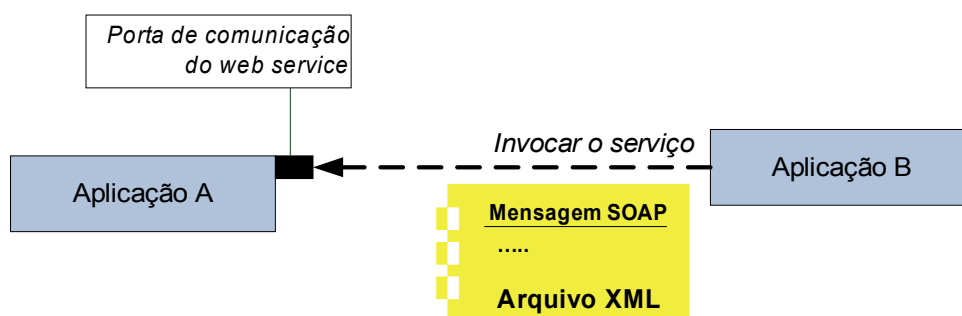 Porta de comunicação
do web service
Invocar o serviço
Aplicação A
Aplicação B
Mensagem SOAP
.....
Arquivo XML